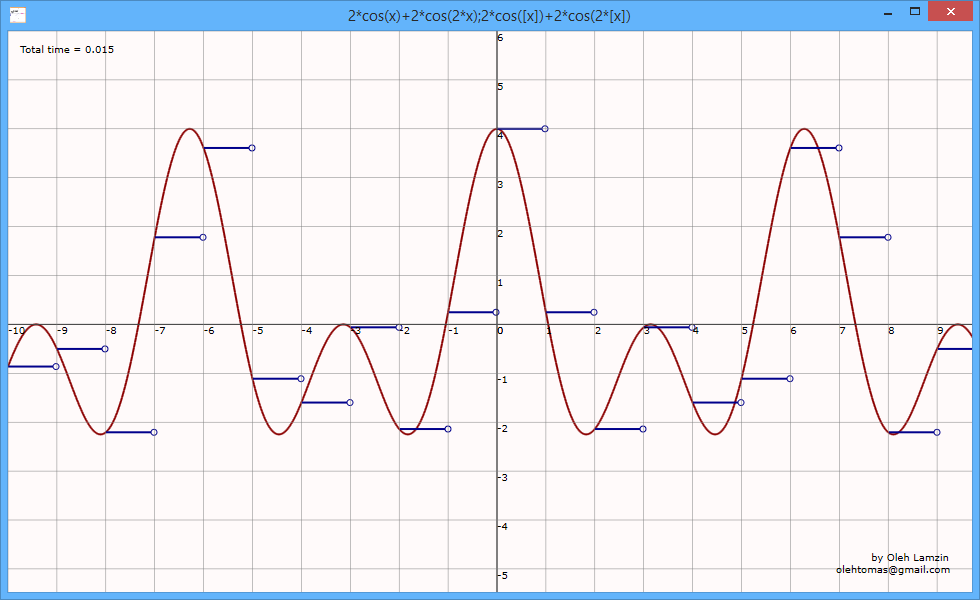 2*cos(x)+2*cos(2*x);2*cos([x])+2*cos(2*[x])
Total time = 0.015
6
5
4
3
2
1
-10 -9 -8 -7 -6 -5 -4 -3 -2 -1 0 1 2 3 4 5 6 7 8 9
-1
-2
-3
-4
-5
by Oleh Lamzin
olehtomas@gmail.com